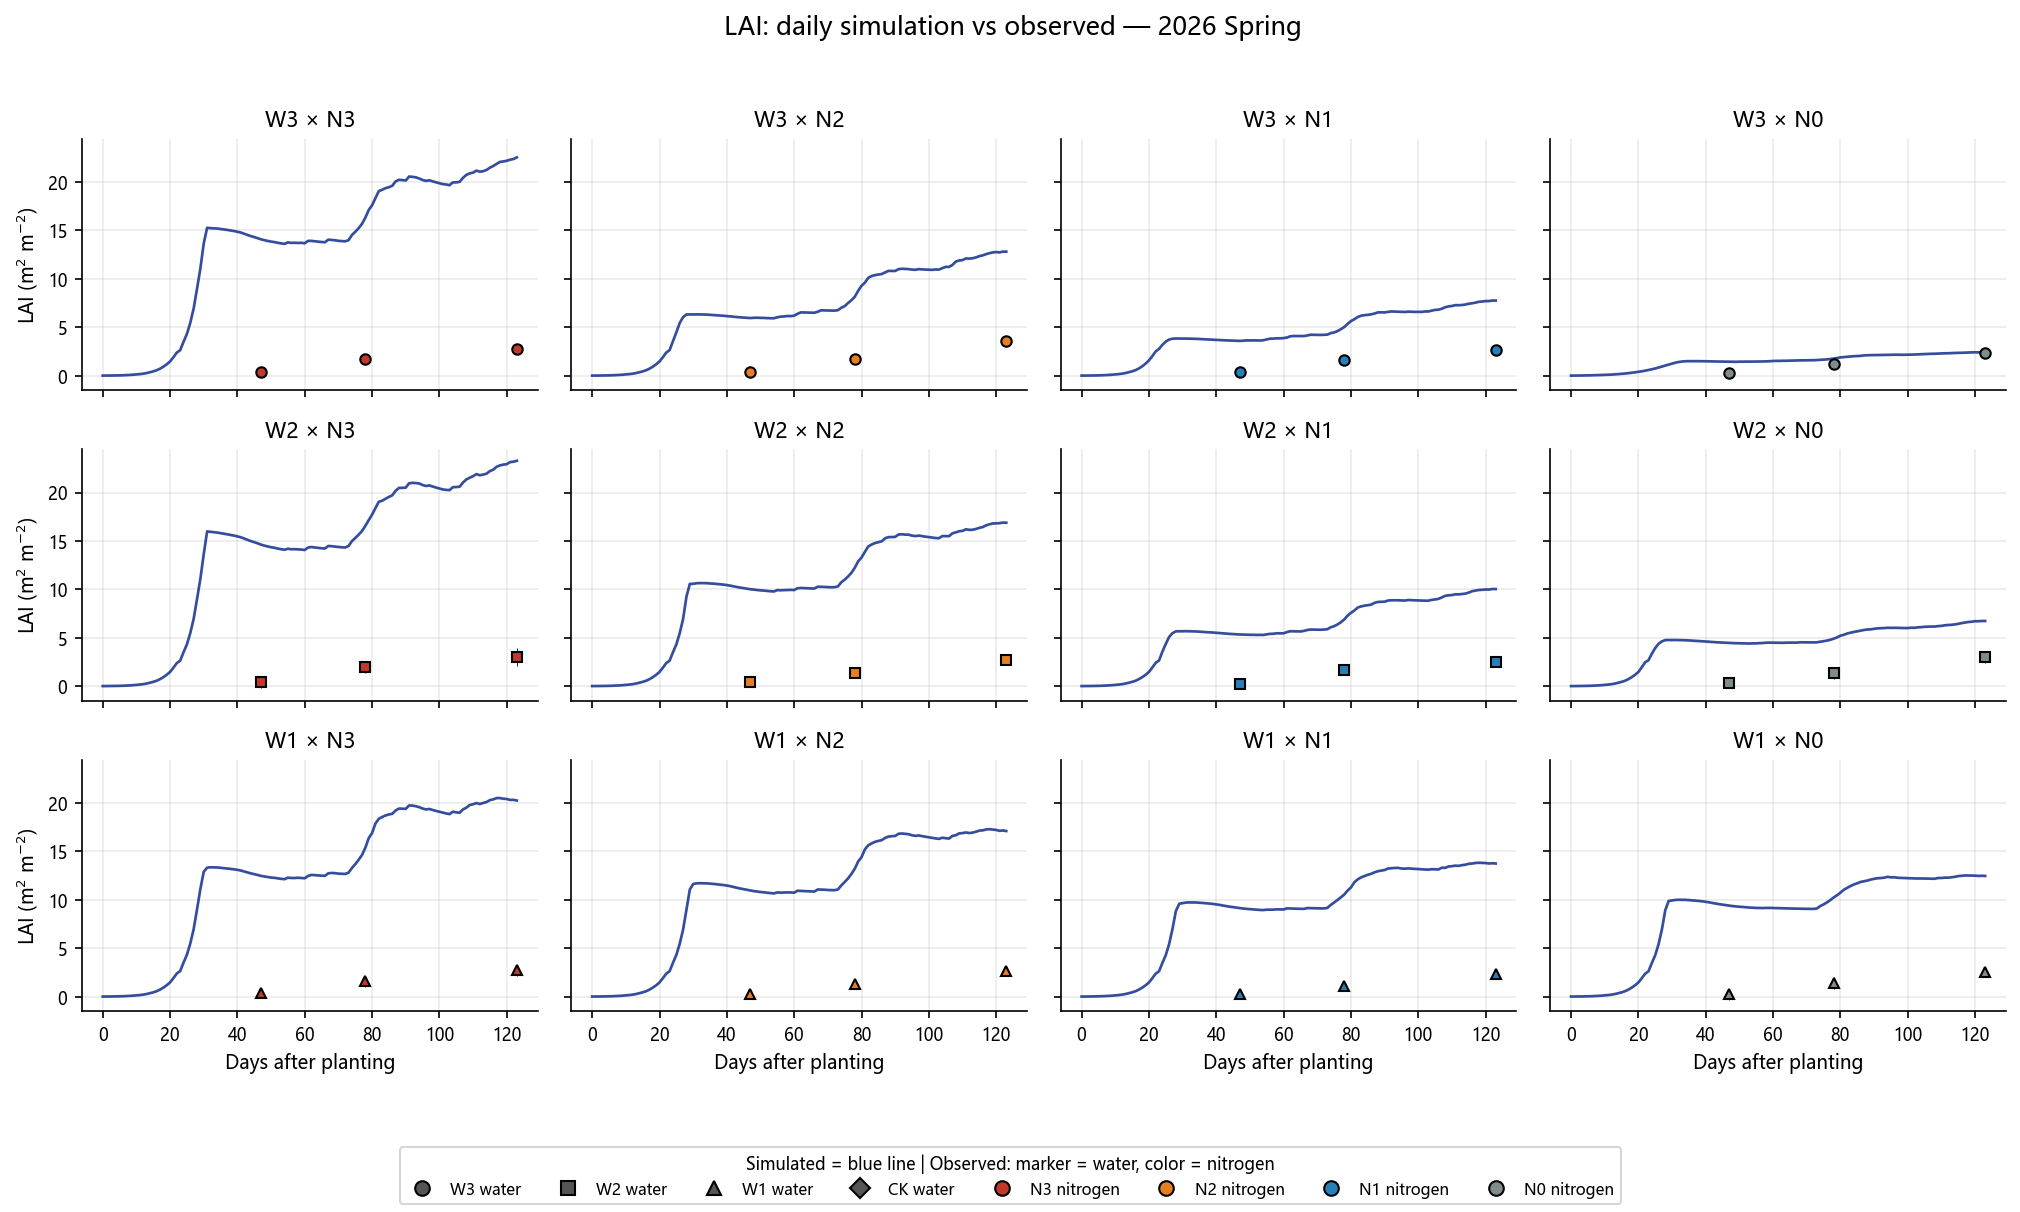 LAI: daily simulation vs observed — 2026 Spring
W3 × N3
W3 × N2
W3 × N1
W3 × N0
LAI (m² m⁻²)
20
15
10
5
0
W2 × N3
W2 × N2
W2 × N1
W2 × N0
LAI (m² m⁻²)
20
15
10
5
0
W1 × N3
W1 × N2
W1 × N1
W1 × N0
LAI (m² m⁻²)
20
15
10
5
0
0 20 40 60 80 100 120
0 20 40 60 80 100 120
0 20 40 60 80 100 120
0 20 40 60 80 100 120
Days after planting
Days after planting
Days after planting
Days after planting
Simulated = blue line | Observed: marker = water, color = nitrogen
W3 water W2 water W1 water CK water N3 nitrogen N2 nitrogen N1 nitrogen N0 nitrogen